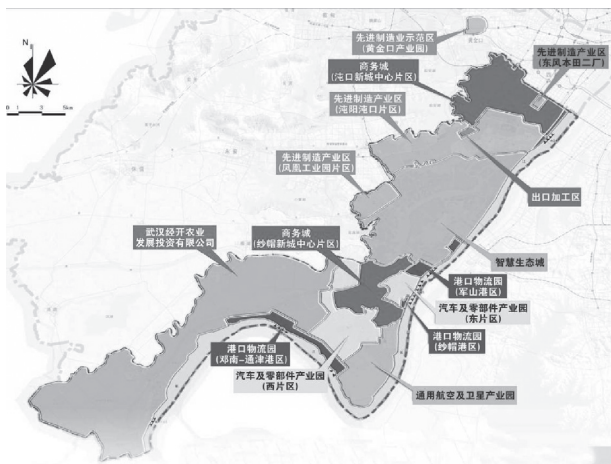 N
先进制造业示范区
(黄金口产业园)
先进制造产业区
(东风本田二厂)
商务城
(沌口新城中心片区)
先进制造产业区
(沌阳沌口片区)
先进制造产业区
(凤凰工业园片区)
出口加工区
武汉经开农业
发展投资有限公司
商务城
(纱帽新城中心片区)
智慧生态城
港口物流园
(军山港区)
汽车及零部件产业园
(东片区)
港口物流园
(纱帽港区)
港口物流园
(邓南-通津港区)
汽车及零部件产业园
(西片区)
通用航空及卫星产业园